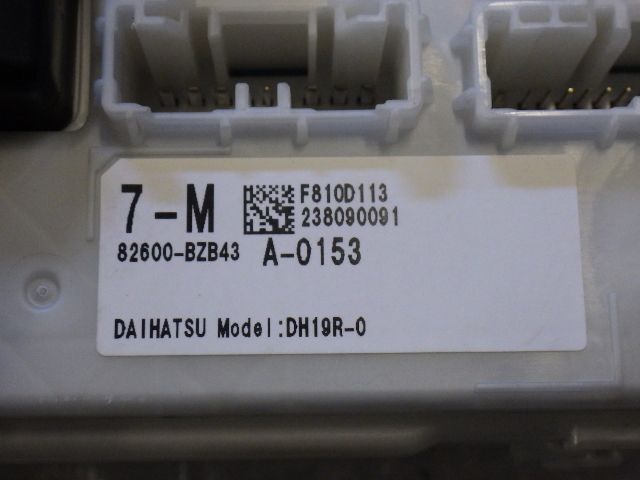 7-M
F810D113
238090091
82600-BZB43 A-0153
DAIHATSU Model:DH19R-0